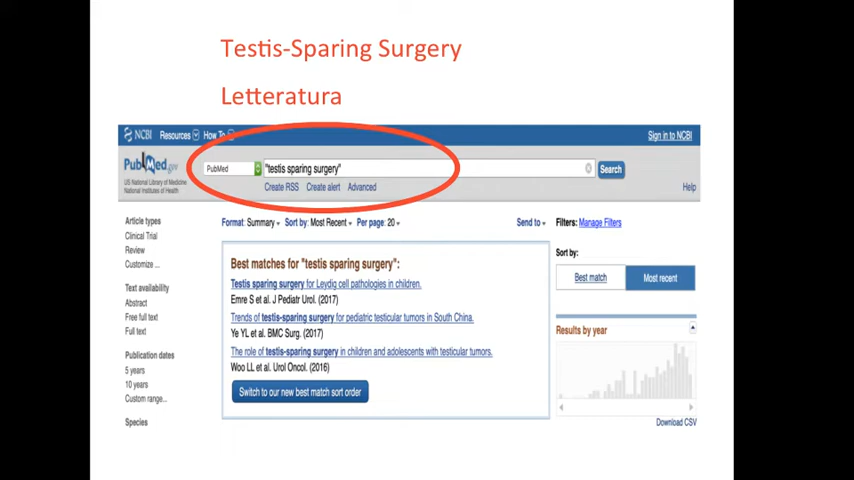 Testis-Sparing Surgery
Letteratura
NCBI Resources How To Sign in to NCBI
PubMed.gov
US National Library of Medicine
National Institutes of Health
PubMed "testis sparing surgery" Search
Create RSS Create alert Advanced Help
Article types
Clinical Trial
Review
Customize ...
Text availability
Abstract
Free full text
Full text
Publication dates
5 years
10 years
Custom range...
Species
Format: Summary Sort by: Most Recent Per page: 20 Send to
Best matches for "testis sparing surgery":
Testis sparing surgery for Leydig cell pathologies in children.
Emre S et al. J Pediatr Urol. (2017)
Trends of testis-sparing surgery for pediatric testicular tumors in South China.
Ye YL et al. BMC Surg. (2017)
The role of testis-sparing surgery in children and adolescents with testicular tumors.
Woo LL et al. Urol Oncol. (2016)
Switch to our new best match sort order
Filters: Manage Filters
Sort by:
Best match Most recent
Results by year
Download CSV